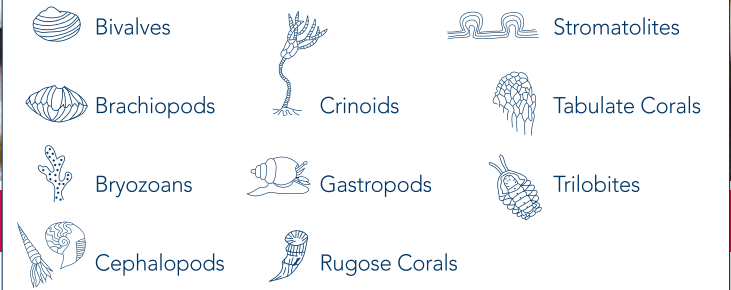 Bivalves
Brachiopods
Bryozoans
Cephalopods
Crinoids
Gastropods
Rugose Corals
Stromatolites
Tabulate Corals
Trilobites